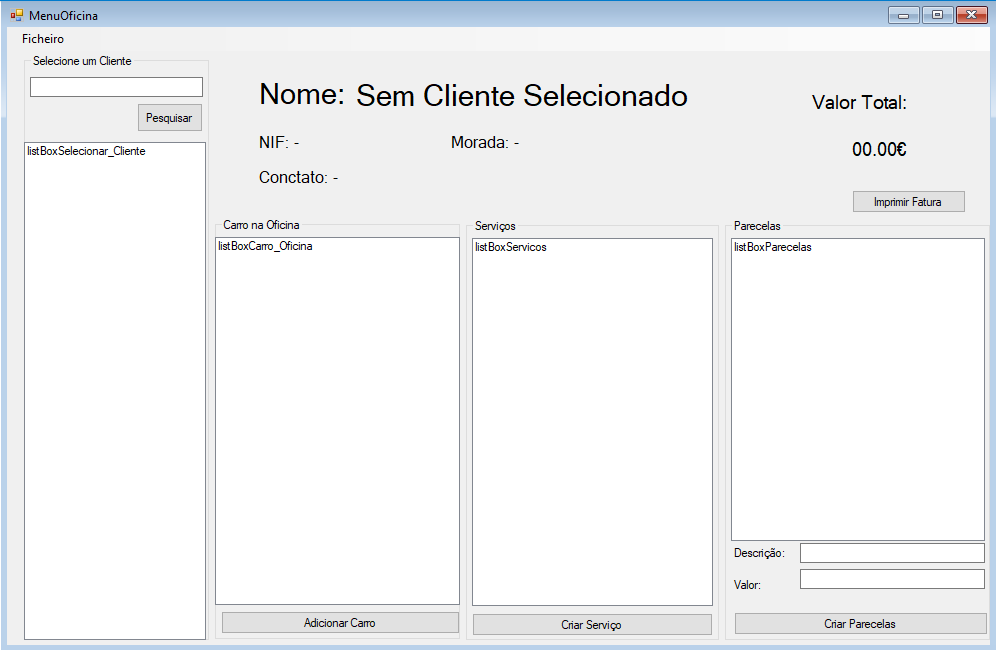 MenuOficina
Ficheiro
Selecione um Cliente
Pesquisar
listBoxSelecionar_Cliente
Nome: Sem Cliente Selecionado
NIF: -
Morada: -
Conctato: -
Valor Total:
00.00€
Imprimir Fatura
Carro na Oficina
listBoxCarro_Oficina
Adicionar Carro
Serviços
listBoxServicos
Criar Serviço
Parecelas
listBoxParecelas
Descrição:
Valor:
Criar Parecelas